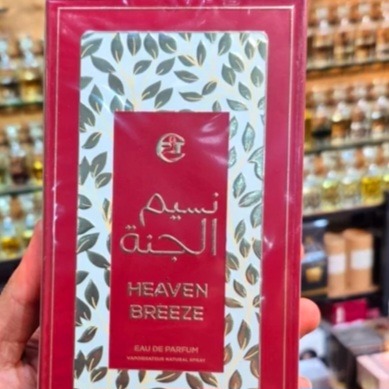 نسيم
الجنة
HEAVEN
BREEZE
EAU DE PARFUM
VAPORISATEUR NATURAL SPRAY